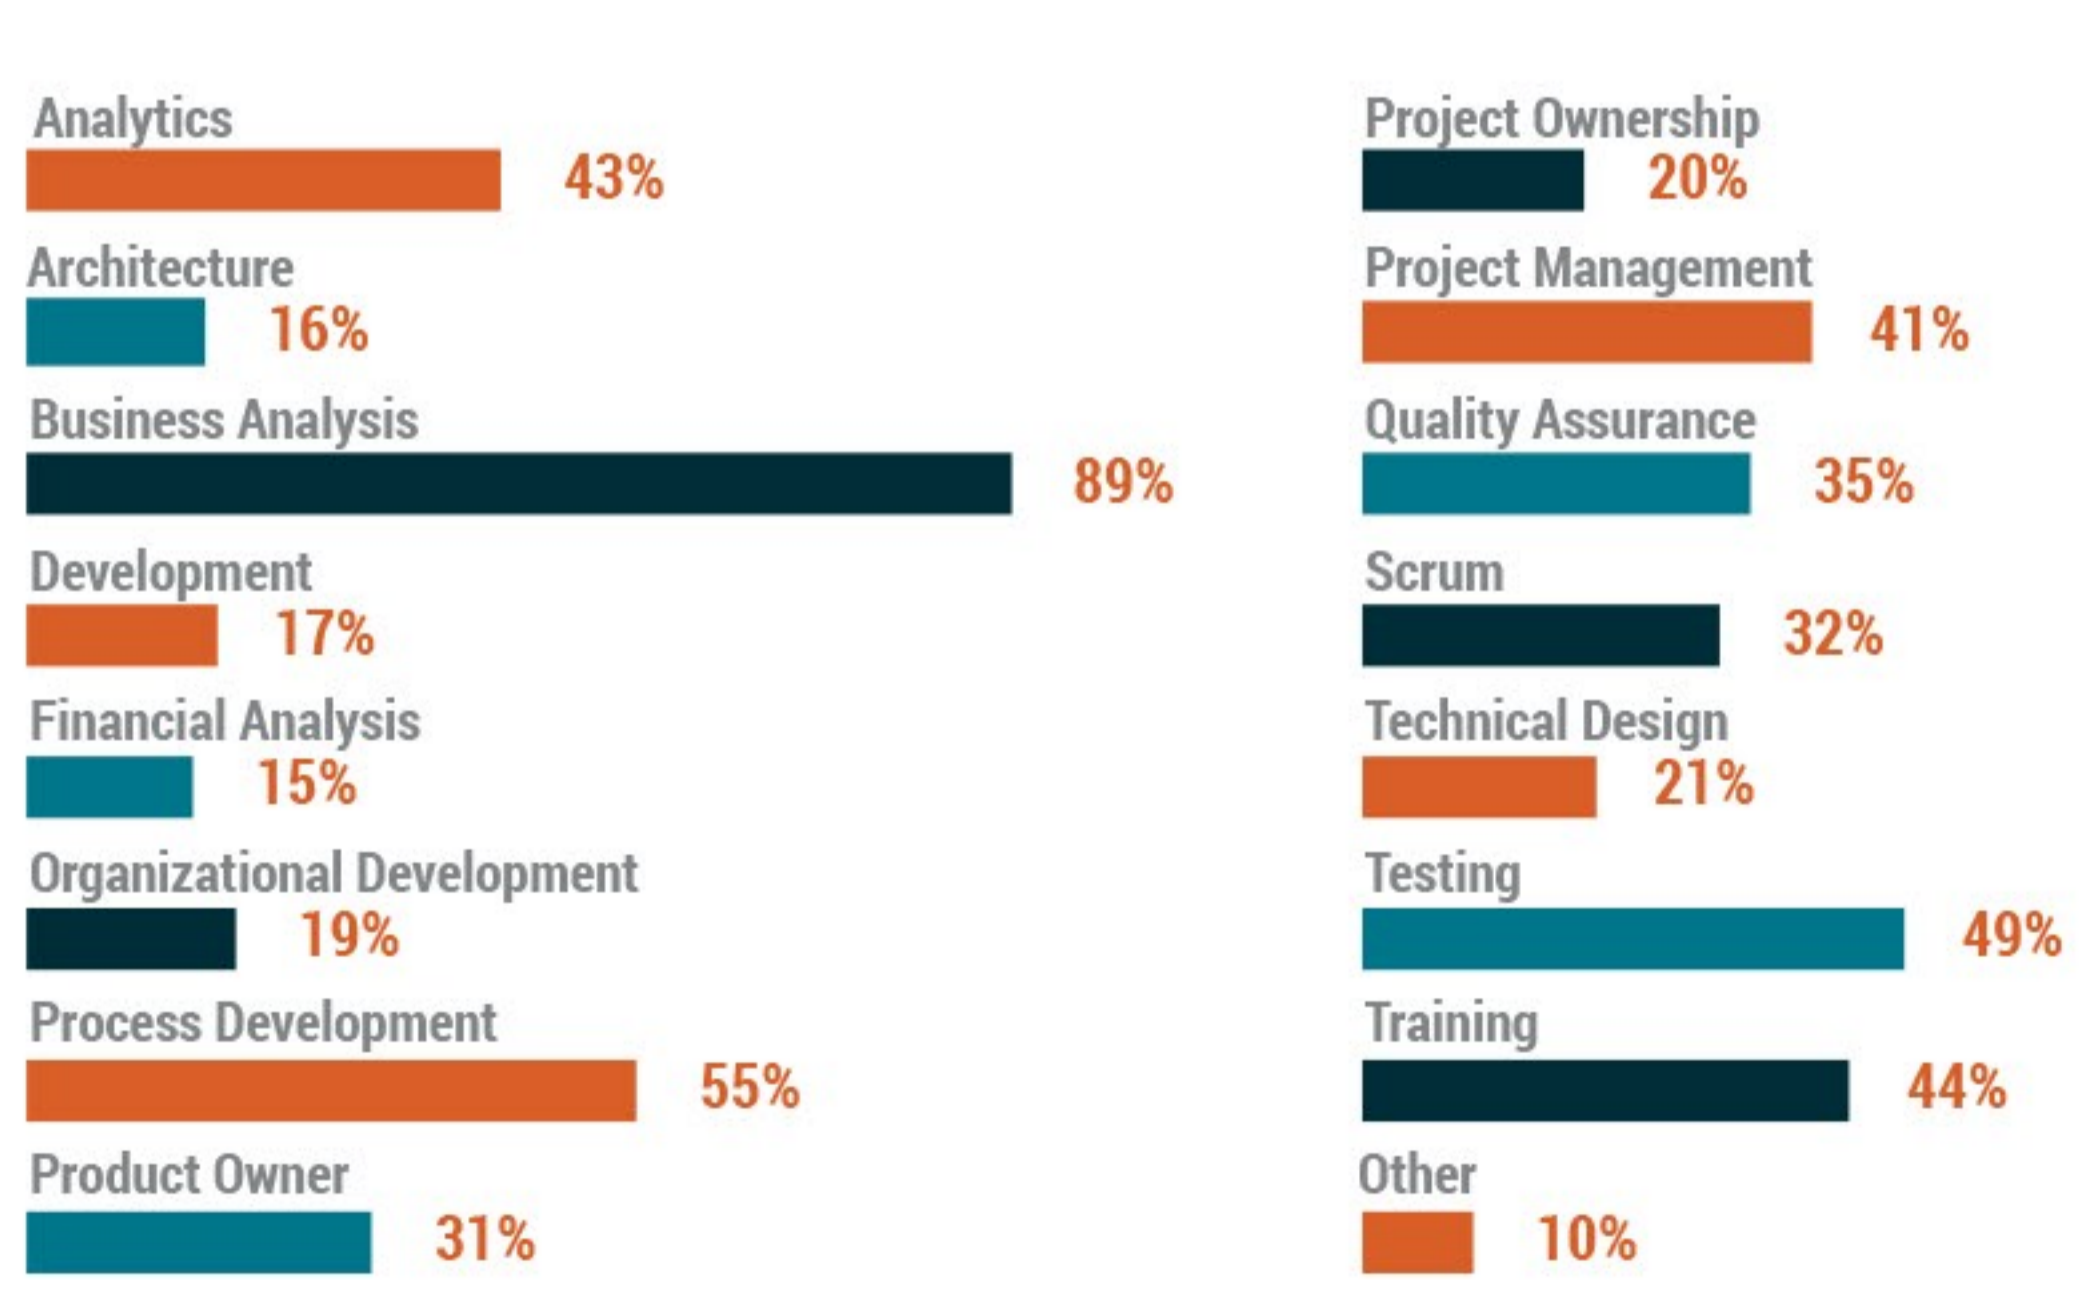 Analytics
43%
Architecture
16%
Business Analysis
89%
Development
17%
Financial Analysis
15%
Organizational Development
19%
Process Development
55%
Product Owner
31%
Project Ownership
20%
Project Management
41%
Quality Assurance
35%
Scrum
32%
Technical Design
21%
Testing
49%
Training
44%
Other
10%